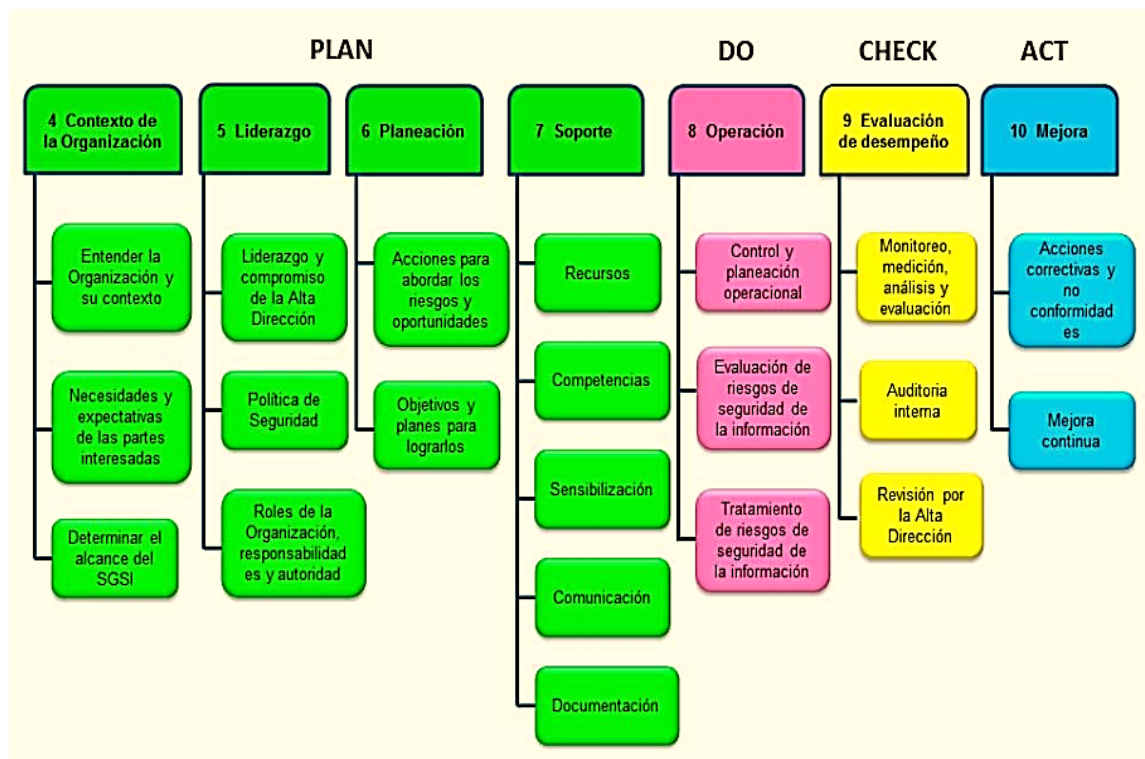 PLAN
DO
CHECK
ACT
4 Contexto de
la Organización
5 Liderazgo
6 Planeación
7 Soporte
8 Operación
9 Evaluación
de desempeño
10 Mejora
Entender la
Organización y
su contexto
Necesidades y
expectativas
de las partes
interesadas
Determinar el
alcance del
SGSI
Liderazgo y
compromiso
de la Alta
Dirección
Política de
Seguridad
Roles de la
Organización,
responsabilidad
es y autoridad
Acciones para
abordar los
riesgos y
oportunidades
Objetivos y
planes para
lograrlos
Recursos
Competencias
Sensibilización
Comunicación
Documentación
Control y
planeación
operacional
Evaluación de
riesgos de
seguridad de
la información
Tratamiento
de riesgos de
seguridad de
la información
Monitoreo,
medición,
análisis y
evaluación
Auditoria
interna
Revisión por
la Alta
Dirección
Acciones
correctivas y
no
conformidad
es
Mejora
continua